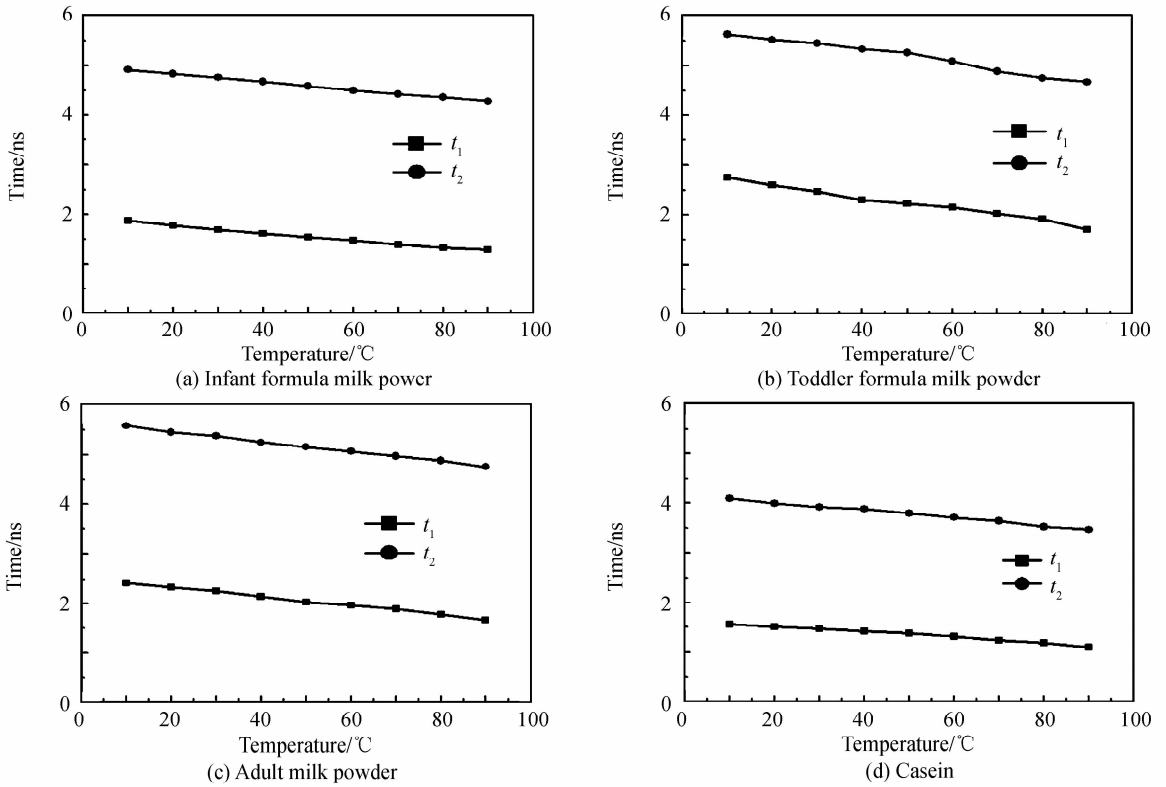 6
4
2
0
Time/ns
t1
t2
0 20 40 60 80 100
Temperature/℃
(a) Infant formula milk power
6
4
2
0
Time/ns
t1
t2
0 20 40 60 80 100
Temperature/℃
(b) Toddler formula milk powder
6
4
2
0
Time/ns
t1
t2
0 20 40 60 80 100
Temperature/℃
(c) Adult milk powder
6
4
2
0
Time/ns
t1
t2
0 20 40 60 80 100
Temperature/℃
(d) Casein